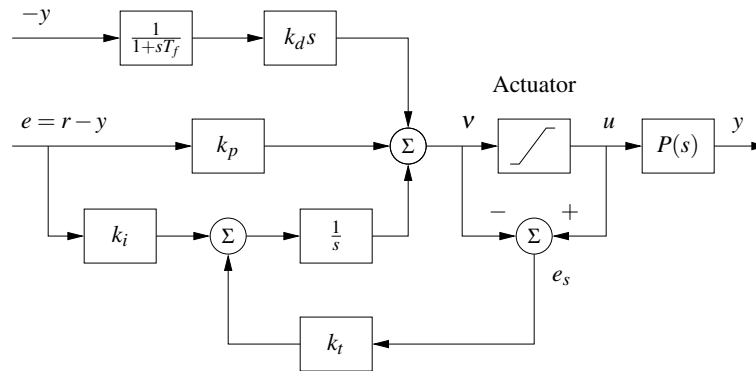 −y
1
1+sT_f
k_d s
Actuator
e = r − y
k_p
Σ
ν
u
P(s)
y
−
+
k_i
Σ
1
s
Σ
e_s
k_t